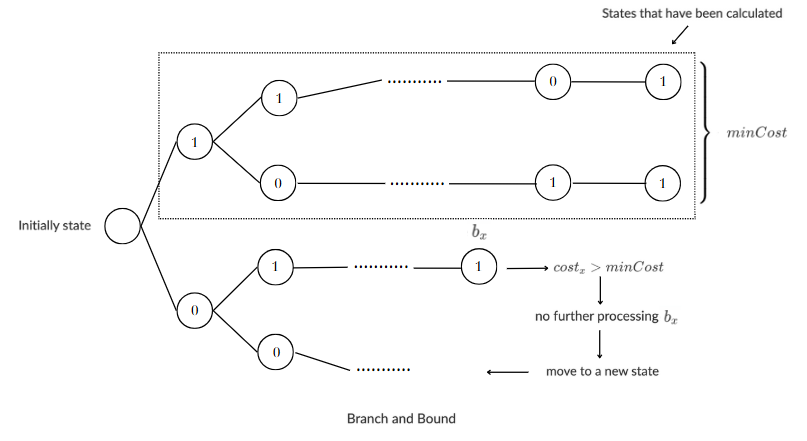 States that have been calculated
1 ........... 0 1
1
minCost
0 ........... 1 1
Initially state
b_x
1 ........... 1 cost_x > minCost
0
no further processing b_x
0
........... move to a new state
Branch and Bound